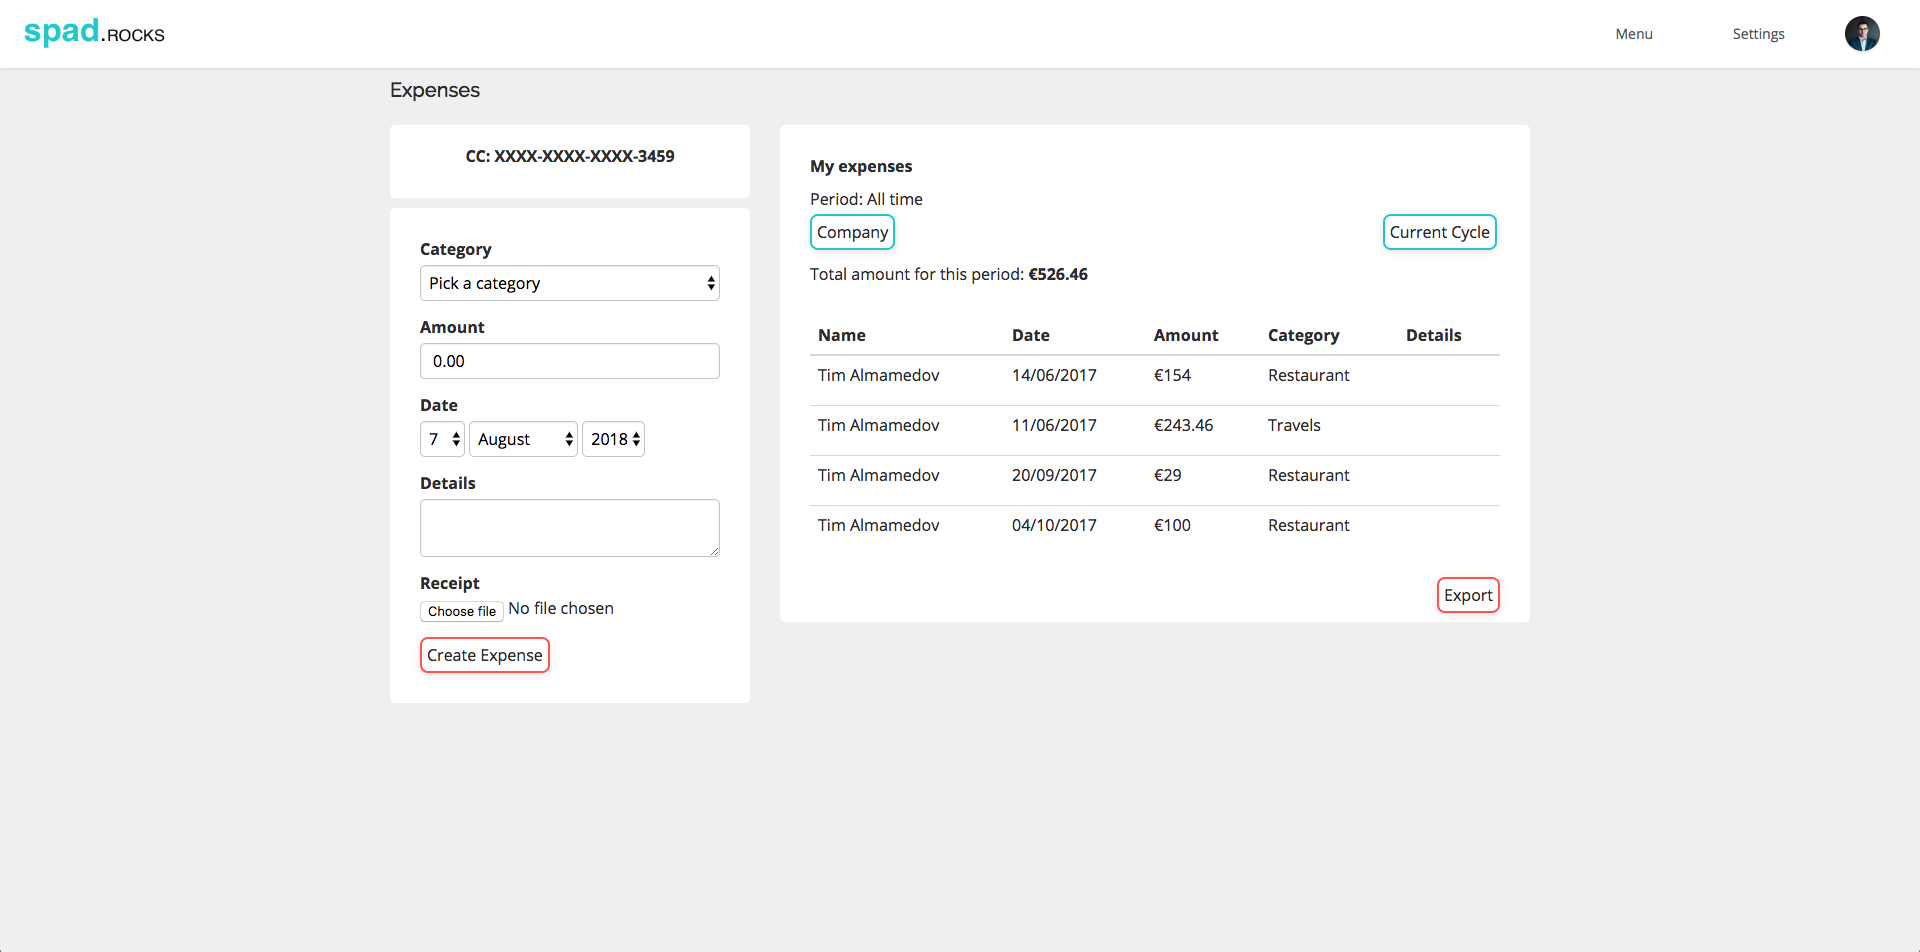 spad.ROCKS
Menu
Settings
Expenses
CC: XXXX-XXXX-XXXX-3459
Category
Pick a category
Amount
0.00
Date
7 August 2018
Details
Receipt
Choose file No file chosen
Create Expense
My expenses
Period: All time
Company
Current Cycle
Total amount for this period: €526.46
Name Date Amount Category Details
Tim Almamedov 14/06/2017 €154 Restaurant
Tim Almamedov 11/06/2017 €243.46 Travels
Tim Almamedov 20/09/2017 €29 Restaurant
Tim Almamedov 04/10/2017 €100 Restaurant
Export